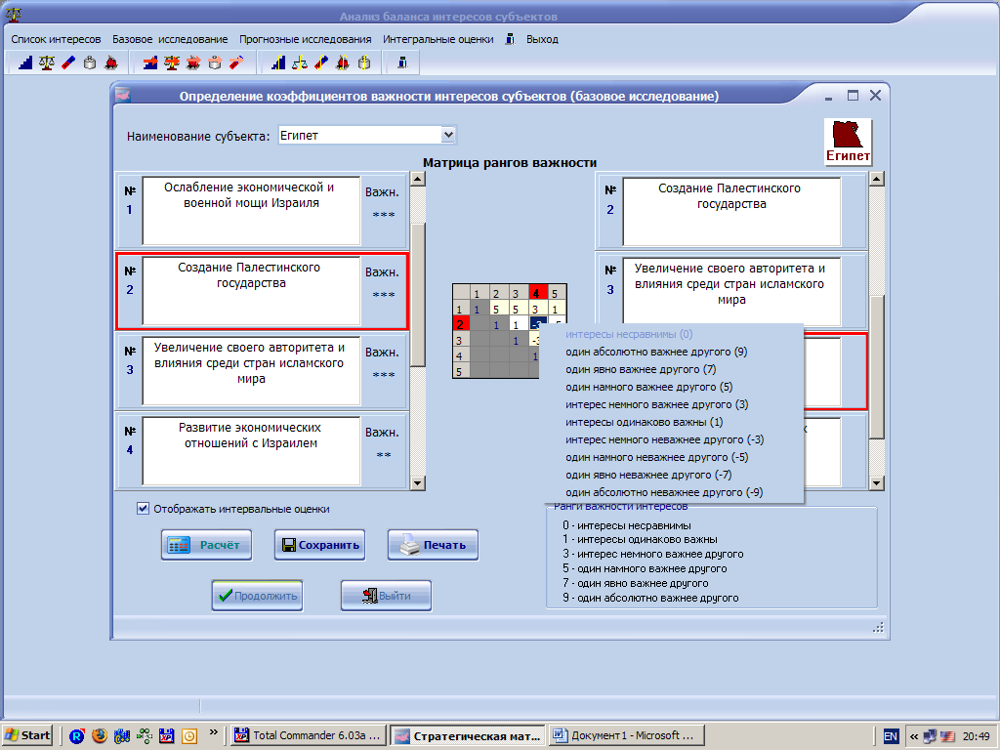 Анализ баланса интересов субъектов
Список интересов Базовое исследование Прогнозные исследования Интегральные оценки Выход
Определение коэффициентов важности интересов субъектов (базовое исследование)
Наименование субъекта: Египет
Египет
Матрица рангов важности
№ 1
Ослабление экономической и
военной мощи Израиля
Важн.
***
№ 2
Создание Палестинского
государства
Важн.
***
№ 3
Увеличение своего авторитета и
влияния среди стран исламского
мира
Важн.
***
№ 4
Развитие экономических
отношений с Израилем
Важн.
**
1 2 3 4 5
1 1 5 5 3 1
2 1 1 -3
3 1
4 1
5
№ 2
Создание Палестинского
государства
№ 3
Увеличение своего авторитета и
влияния среди стран исламского
мира
интересы несравнимы (0)
один абсолютно важнее другого (9)
один явно важнее другого (7)
один намного важнее другого (5)
интерес немного важнее другого (3)
интересы одинаково важны (1)
интерес немного неважнее другого (-3)
один намного неважнее другого (-5)
один явно неважнее другого (-7)
один абсолютно неважнее другого (-9)
Отображать интервальные оценки
Расчёт Сохранить Печать
Продолжить Выйти
Ранги важности интересов
0 - интересы несравнимы
1 - интересы одинаково важны
3 - интерес немного важнее другого
5 - один намного важнее другого
7 - один явно важнее другого
9 - один абсолютно важнее другого
Start » Total Commander 6.03a ... Стратегическая мат... Документ1 - Microsoft ... EN « 20:49